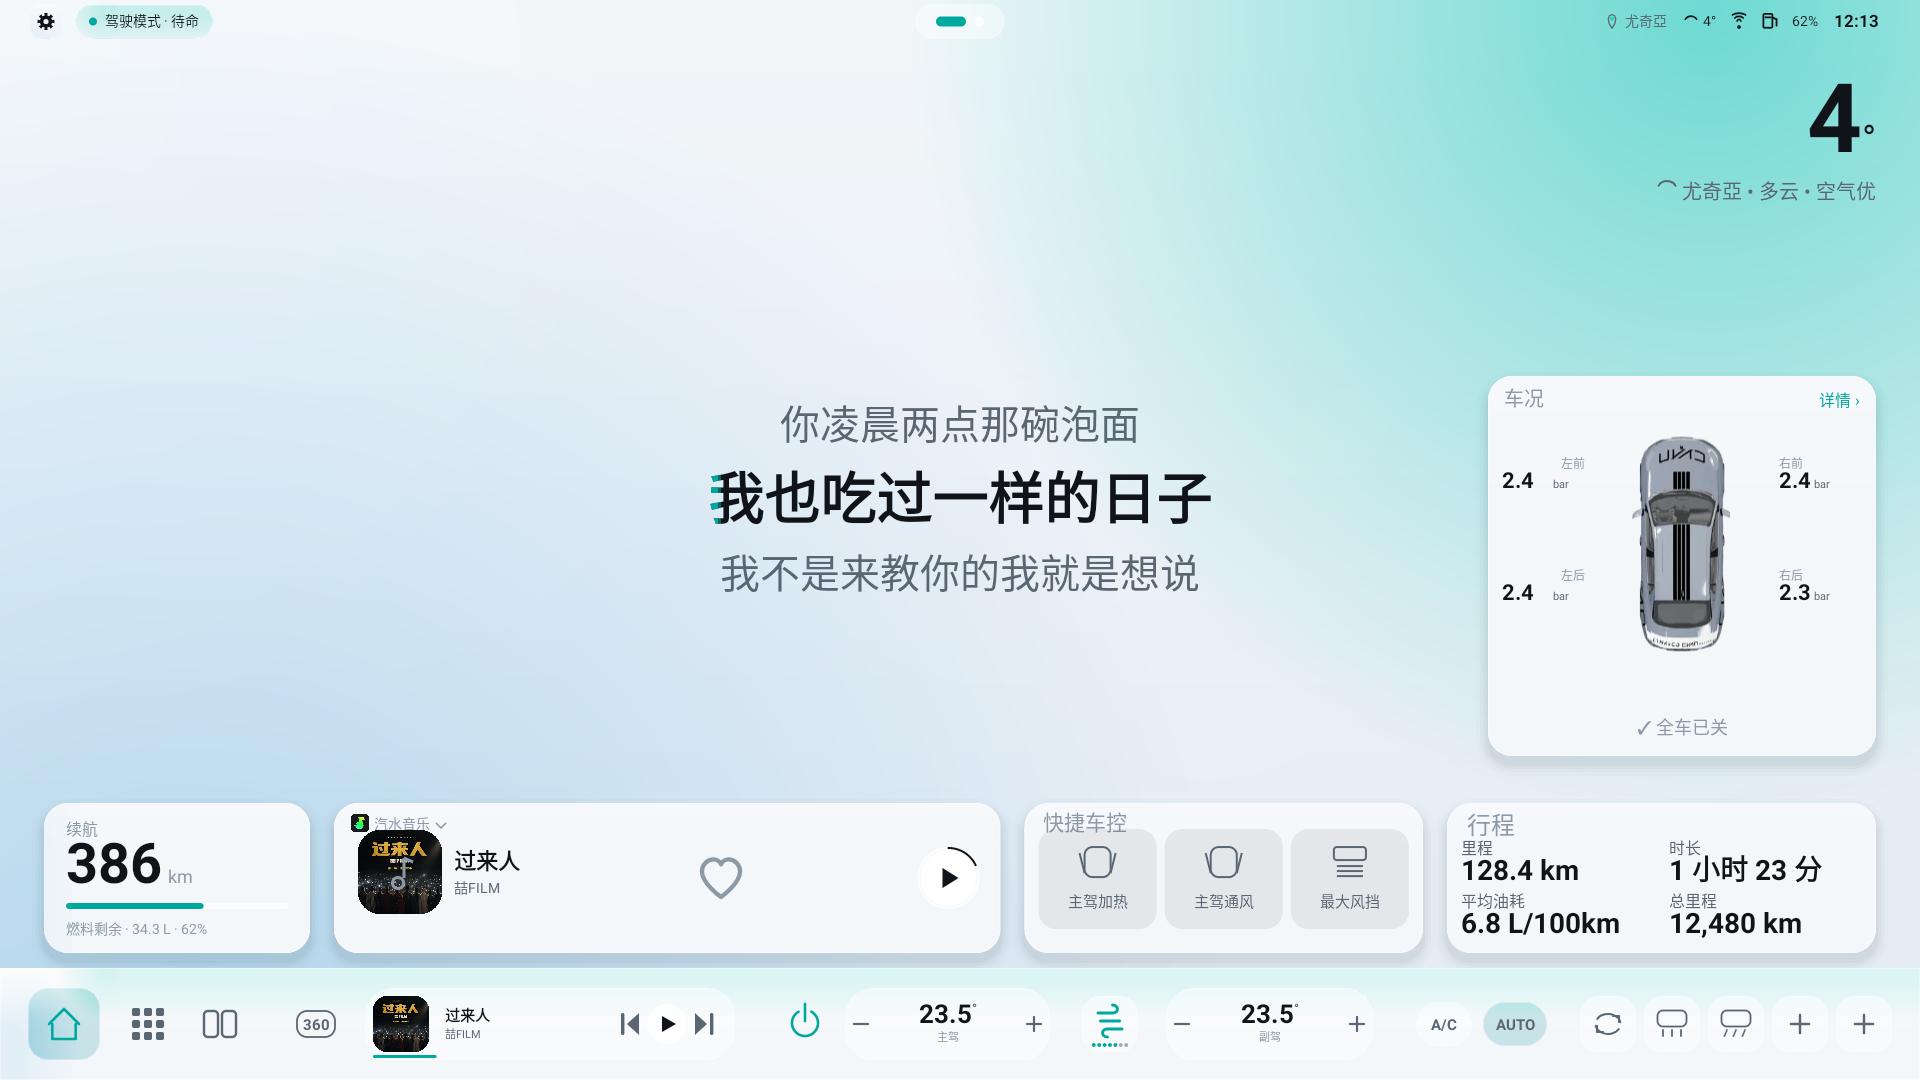 驾驶模式 · 待命
尤奇亞 4° 62% 12:13
4°
尤奇亞 • 多云 • 空气优
你凌晨两点那碗泡面
我也吃过一样的日子
我不是来教你的我就是想说
车况 详情 ›
左前 右前
2.4 bar 2.4 bar
左后 右后
2.4 bar 2.3 bar
✓ 全车已关
续航
386 km
燃料剩余 · 34.3 L · 62%
汽水音乐
过来人
过来人
喆FILM
快捷车控
主驾加热 主驾通风 最大风挡
行程
里程 时长
128.4 km 1 小时 23 分
平均油耗 总里程
6.8 L/100km 12,480 km
360
过来人
过来人
喆FILM
23.5°
主驾
23.5°
副驾
A/C AUTO